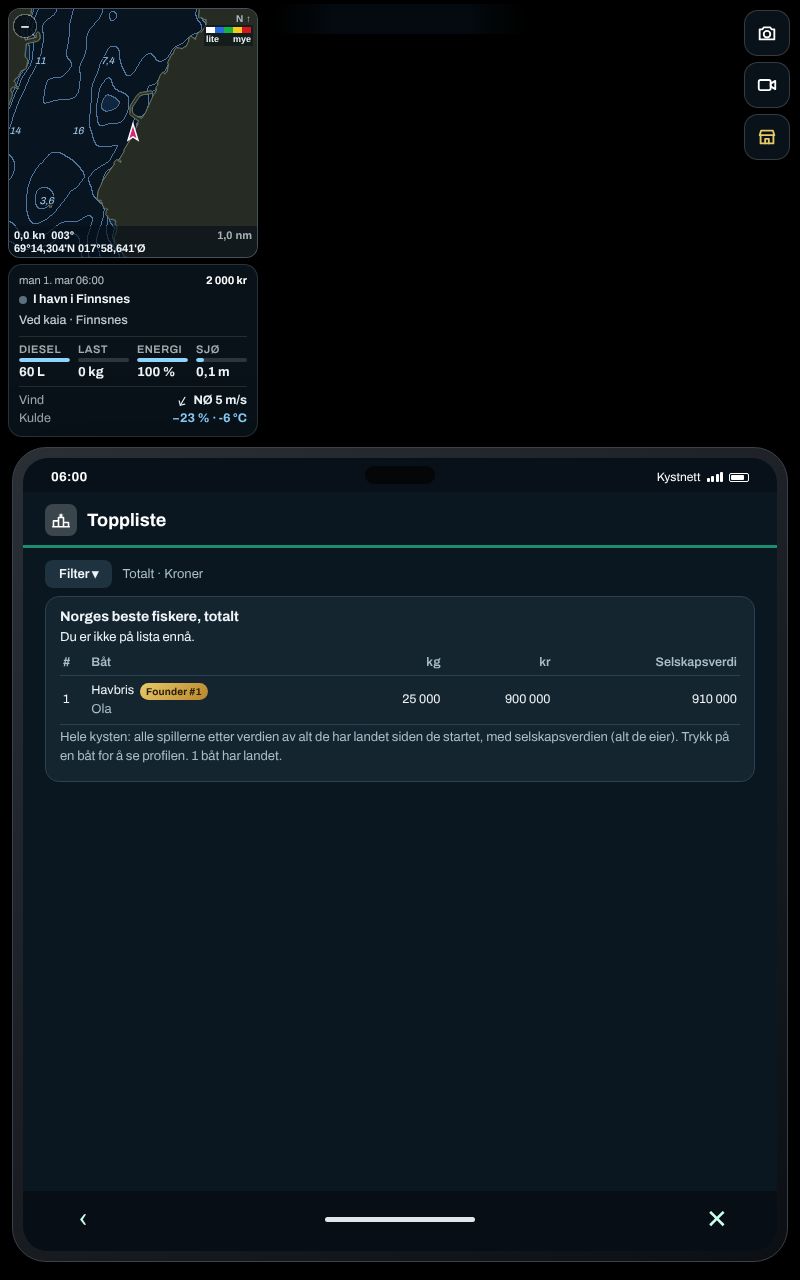 N ↑
lite mye
11
7,4
14
16
3,6
0,0 kn 003° 1,0 nm
69°14,304'N 017°58,641'Ø
man 1. mar 06:00 2 000 kr
I havn i Finnsnes
Ved kaia · Finnsnes
DIESEL LAST ENERGI SJØ
60 L 0 kg 100 % 0,1 m
Vind ↙ NØ 5 m/s
Kulde −23 % · -6 °C
06:00 Kystnett
Toppliste
Filter ▾ Totalt · Kroner
Norges beste fiskere, totalt
Du er ikke på lista ennå.
# Båt kg kr Selskapsverdi
1 Havbris Founder #1 25 000 900 000 910 000
Ola
Hele kysten: alle spillerne etter verdien av alt de har landet siden de startet, med selskapsverdien (alt de eier). Trykk på
en båt for å se profilen. 1 båt har landet.